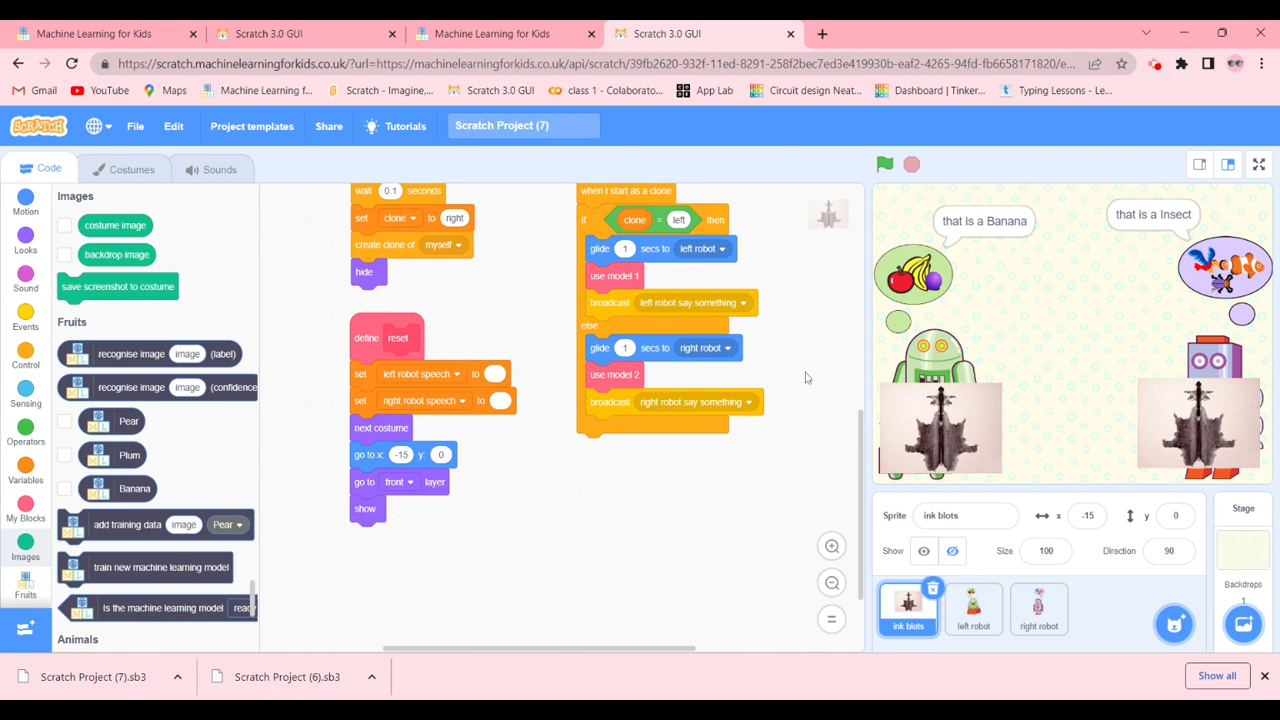 Machine Learning for Kids
Scratch 3.0 GUI
Machine Learning for Kids
Scratch 3.0 GUI
https://scratch.machinelearningforkids.co.uk/?url=https://machinelearningforkids.co.uk/api/scratch/39fb2620-932f-11ed-8291-258f2bec7ed3e419930b-eaf2-4265-94fd-fb6658171820/e...
Gmail
YouTube
Maps
Machine Learning f...
Scratch - Imagine,...
Scratch 3.0 GUI
class 1 - Colaborato...
App Lab
Circuit design Neat...
Dashboard | Tinker...
Typing Lessons - Le...
SCRATCH
File
Edit
Project templates
Share
Tutorials
Scratch Project (7)
Code
Costumes
Sounds
Motion
Looks
Sound
Events
Control
Sensing
Operators
Variables
My Blocks
Images
Fruits
Images
costume image
backdrop image
save screenshot to costume
Fruits
recognise image image (label)
recognise image image (confidence
Pear
Plum
Banana
add training data image Pear
train new machine learning model
Is the machine learning model read
Animals
wait 0.1 seconds
set clone to right
create clone of myself
hide
define reset
set left robot speech to
set right robot speech to
next costume
go to x: -15 y: 0
go to front layer
show
when I start as a clone
if clone = left then
glide 1 secs to left robot
use model 1
broadcast left robot say something
else
glide 1 secs to right robot
use model 2
broadcast right robot say something
that is a Banana
that is a Insect
Sprite ink blots x -15 y 0
Show Size 100 Direction 90
ink blots
left robot
right robot
Stage
Backdrops
1
Scratch Project (7).sb3
Scratch Project (6).sb3
Show all